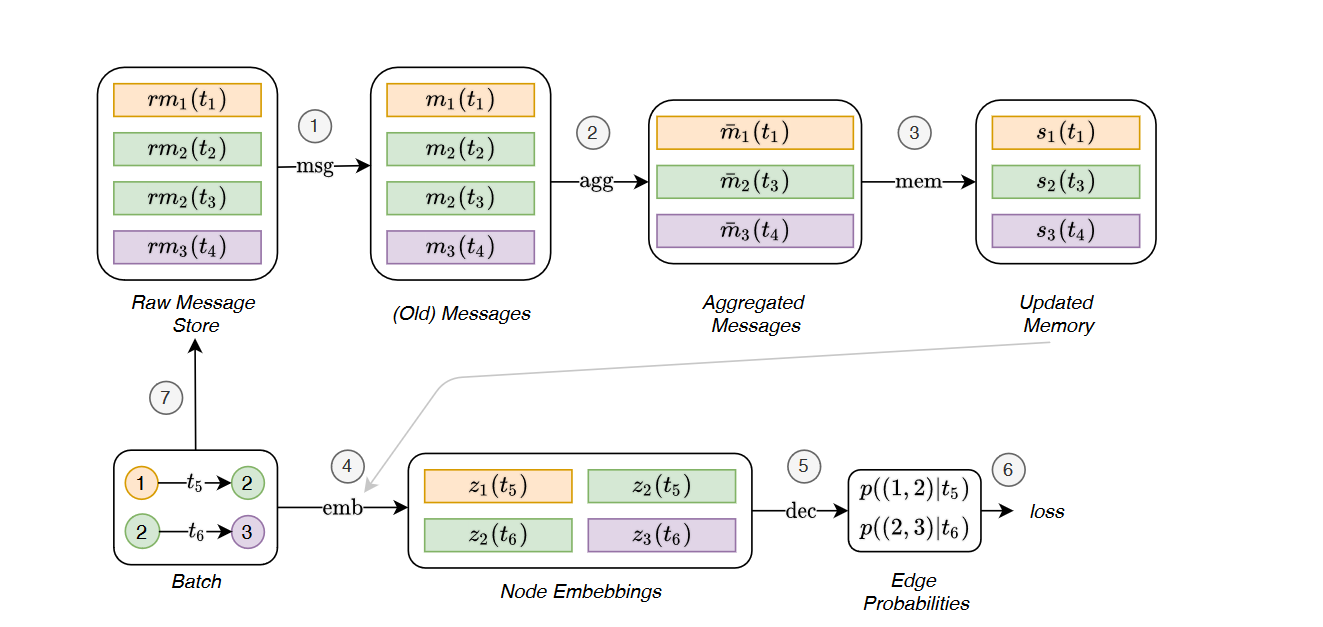 rm₁(t₁)
rm₂(t₂)
rm₂(t₃)
rm₃(t₄)
Raw Message
Store
1
msg
m₁(t₁)
m₂(t₂)
m₂(t₃)
m₃(t₄)
(Old) Messages
2
agg
m̄₁(t₁)
m̄₂(t₃)
m̄₃(t₄)
Aggregated
Messages
3
mem
s₁(t₁)
s₂(t₃)
s₃(t₄)
Updated
Memory
7
1 t₅ 2
2 t₆ 3
Batch
4
emb
z₁(t₅) z₂(t₅)
z₂(t₆) z₃(t₆)
Node Embebbings
5
dec
p((1, 2)|t₅)
p((2, 3)|t₆)
Edge
Probabilities
6
loss